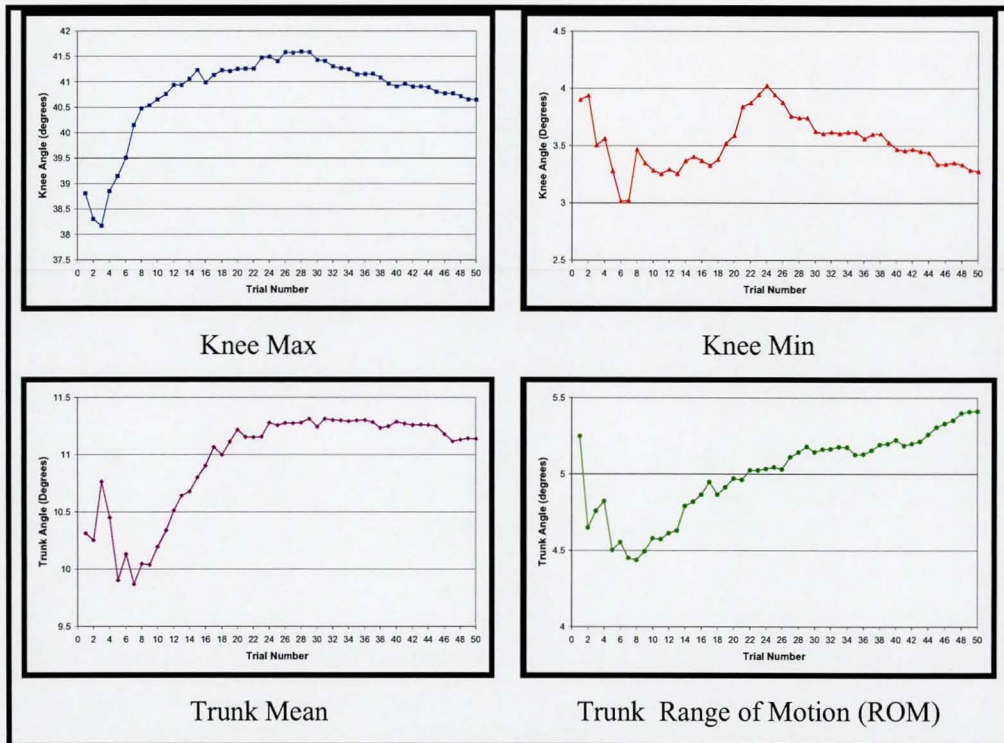 42
41.5
41
40.5
40
39.5
39
38.5
38
37.5
Knee Angle (degrees)
0 2 4 6 8 10 12 14 16 18 20 22 24 26 28 30 32 34 36 38 40 42 44 46 48 50
Trial Number
Knee Max
4.5
4
3.5
3
2.5
Knee Angle (Degrees)
0 2 4 6 8 10 12 14 16 18 20 22 24 26 28 30 32 34 36 38 40 42 44 46 48 50
Trial Number
Knee Min
11.5
11
10.5
10
9.5
Trunk Angle (Degrees)
0 2 4 6 8 10 12 14 16 18 20 22 24 26 28 30 32 34 36 38 40 42 44 46 48 50
Trial Number
Trunk Mean
5.5
5
4.5
4
Trunk Angle (degrees)
0 2 4 6 8 10 12 14 16 18 20 22 24 26 28 30 32 34 36 38 40 42 44 46 48 50
Trial Number
Trunk Range of Motion (ROM)